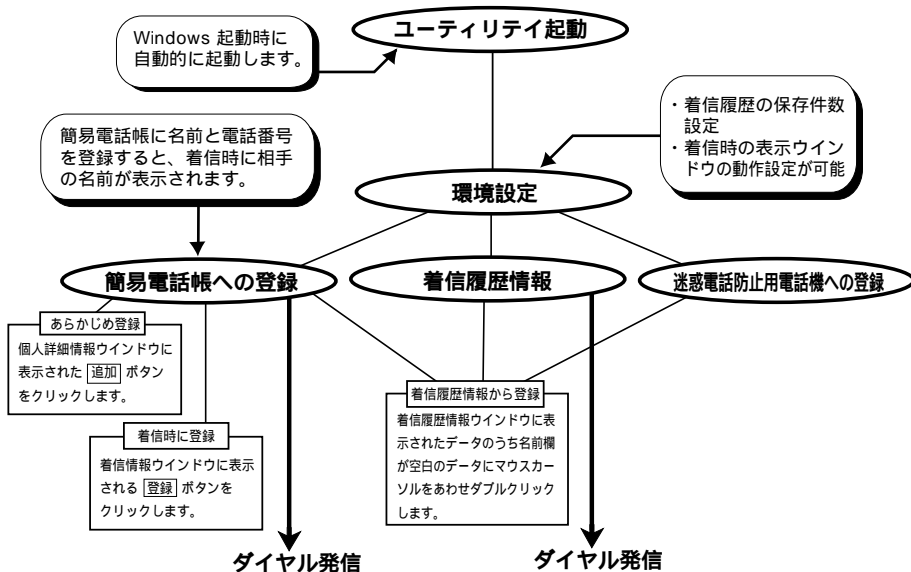 ユーティリテイ起動
Windows 起動時に
自動的に起動します。
・着信履歴の保存件数
設定
・着信時の表示ウイン
ドウの動作設定が可能
簡易電話帳に名前と電話番号
を登録すると、着信時に相手
の名前が表示されます。
環境設定
簡易電話帳への登録
着信履歴情報
迷惑電話防止用電話機への登録
あらかじめ登録
個人詳細情報ウインドウに
表示された 追加 ボタン
をクリックします。
着信時に登録
着信情報ウインドウに表示
される 登録 ボタンを
クリックします。
着信履歴情報から登録
着信履歴情報ウインドウに表
示されたデータのうち名前欄
が空白のデータにマウスカー
ソルをあわせダブルクリック
します。
ダイヤル発信
ダイヤル発信